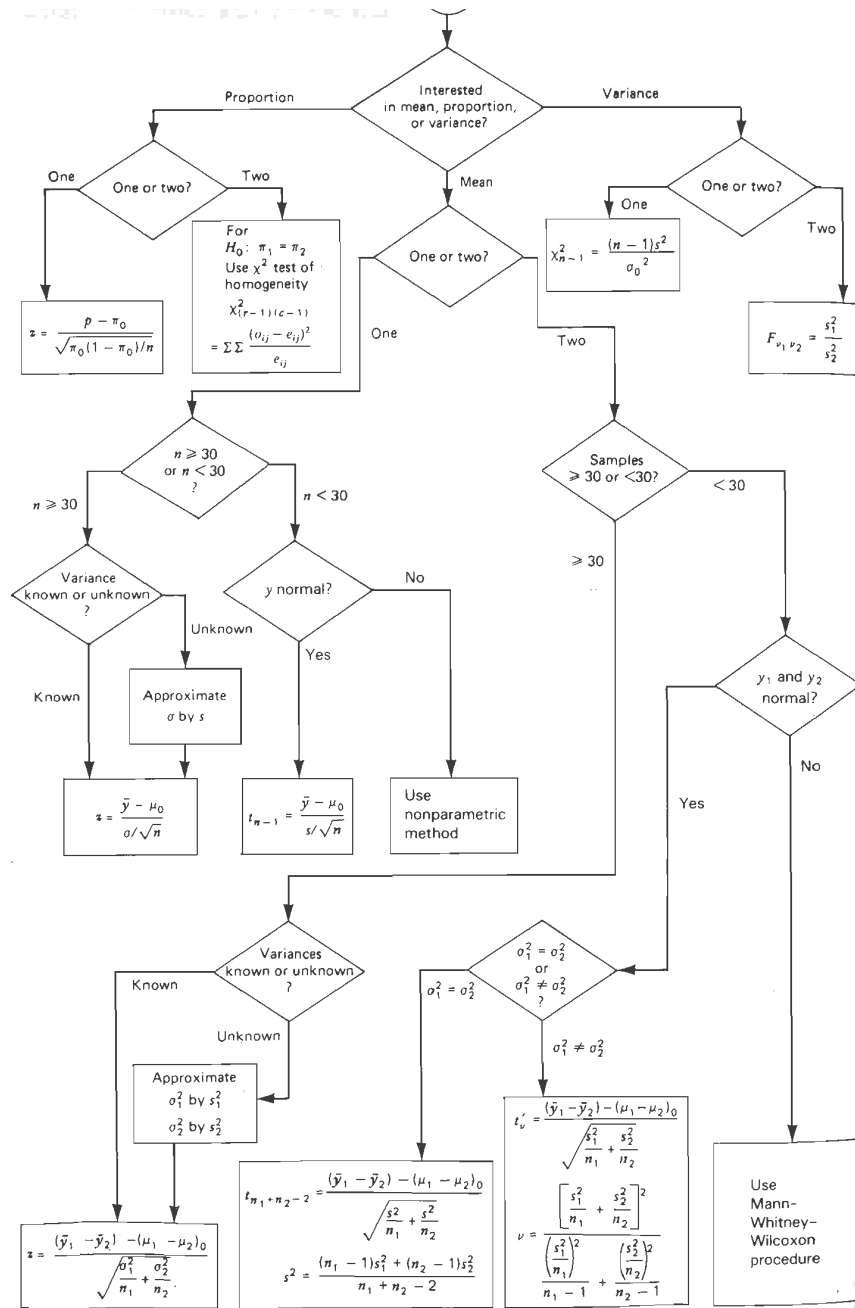 Interested
in mean, proportion,
or variance?
Proportion
Variance
Mean
One or two?
One
Two
One or two?
One or two?
One
Two
For
H₀: π₁ = π₂
Use χ² test of
homogeneity
χ²₍r−1₎₍c−1₎
= ΣΣ (oᵢⱼ − eᵢⱼ)² / eᵢⱼ
z = (p − π₀) / √(π₀(1 − π₀)/n)
χ²ₙ₋₁ = (n − 1)s² / σ₀²
F_ν₁ ν₂ = s₁² / s₂²
One
Two
n ⩾ 30
or n < 30
?
Samples
⩾ 30 or <30?
n ⩾ 30
n < 30
< 30
⩾ 30
Variance
known or unknown
?
y normal?
No
Unknown
Yes
Known
Approximate
σ by s
y₁ and y₂
normal?
z = (ȳ − μ₀) / (σ/√n)
tₙ₋₁ = (ȳ − μ₀) / (s/√n)
Use
nonparametric
method
Yes
No
Variances
known or unknown
?
Known
Unknown
σ₁² = σ₂²
or
σ₁² ≠ σ₂²
?
σ₁² = σ₂²
σ₁² ≠ σ₂²
Approximate
σ₁² by s₁²
σ₂² by s₂²
z = ((ȳ₁ − ȳ₂) − (μ₁ − μ₂)₀) / √(σ₁²/n₁ + σ₂²/n₂)
t_n₁+n₂−2 = ((ȳ₁ − ȳ₂) − (μ₁ − μ₂)₀) / √(s²/n₁ + s²/n₂)
s² = ((n₁ − 1)s₁² + (n₂ − 1)s₂²) / (n₁ + n₂ − 2)
t′_ν = ((ȳ₁ − ȳ₂) − (μ₁ − μ₂)₀) / √(s₁²/n₁ + s₂²/n₂)
ν = [s₁²/n₁ + s₂²/n₂]² / ((s₁²/n₁)²/(n₁ − 1) + (s₂²/n₂)²/(n₂ − 1))
Use
Mann–
Whitney–
Wilcoxon
procedure